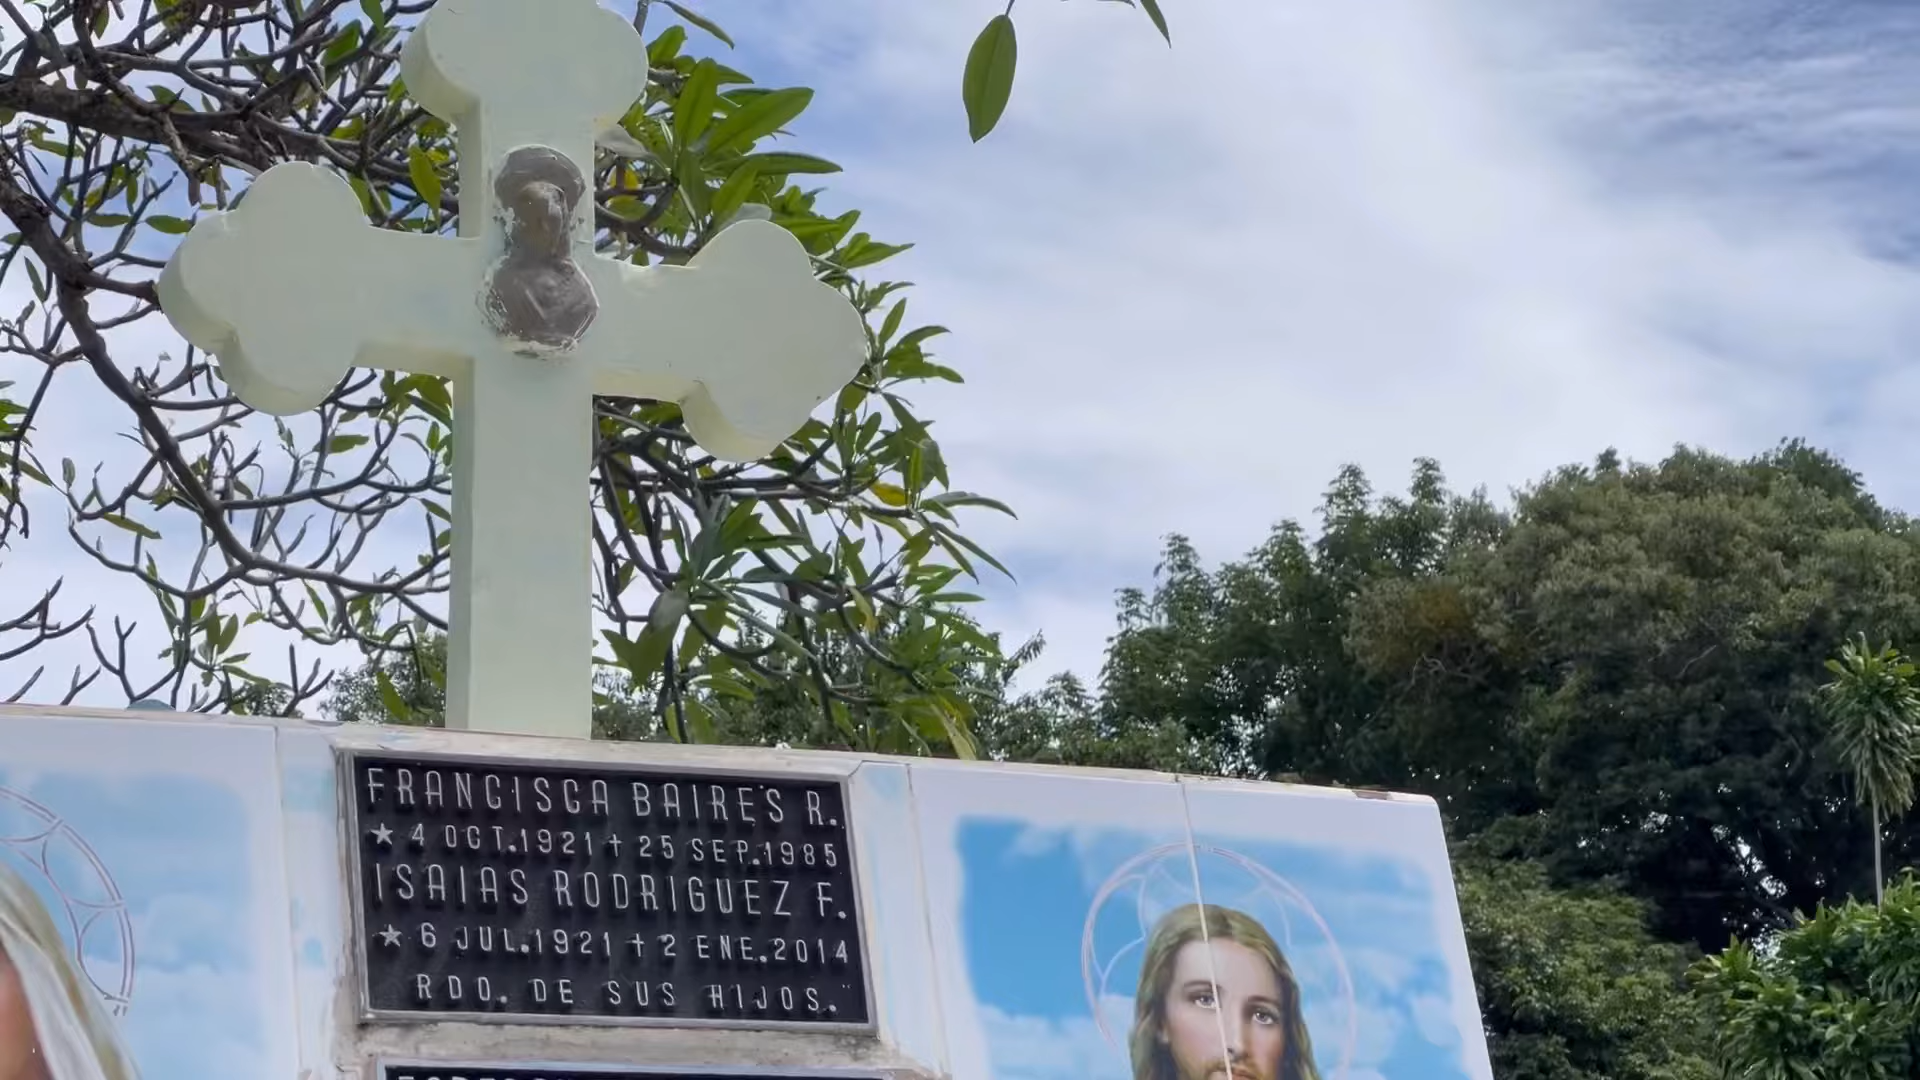 FRANCISCA BAIRES R.
★ 4 OCT.1921 ✝ 25 SEP.1985
ISAIAS RODRIGUEZ F.
★ 6 JUL.1921 ✝ 2 ENE.2014
RDO. DE SUS HIJOS."